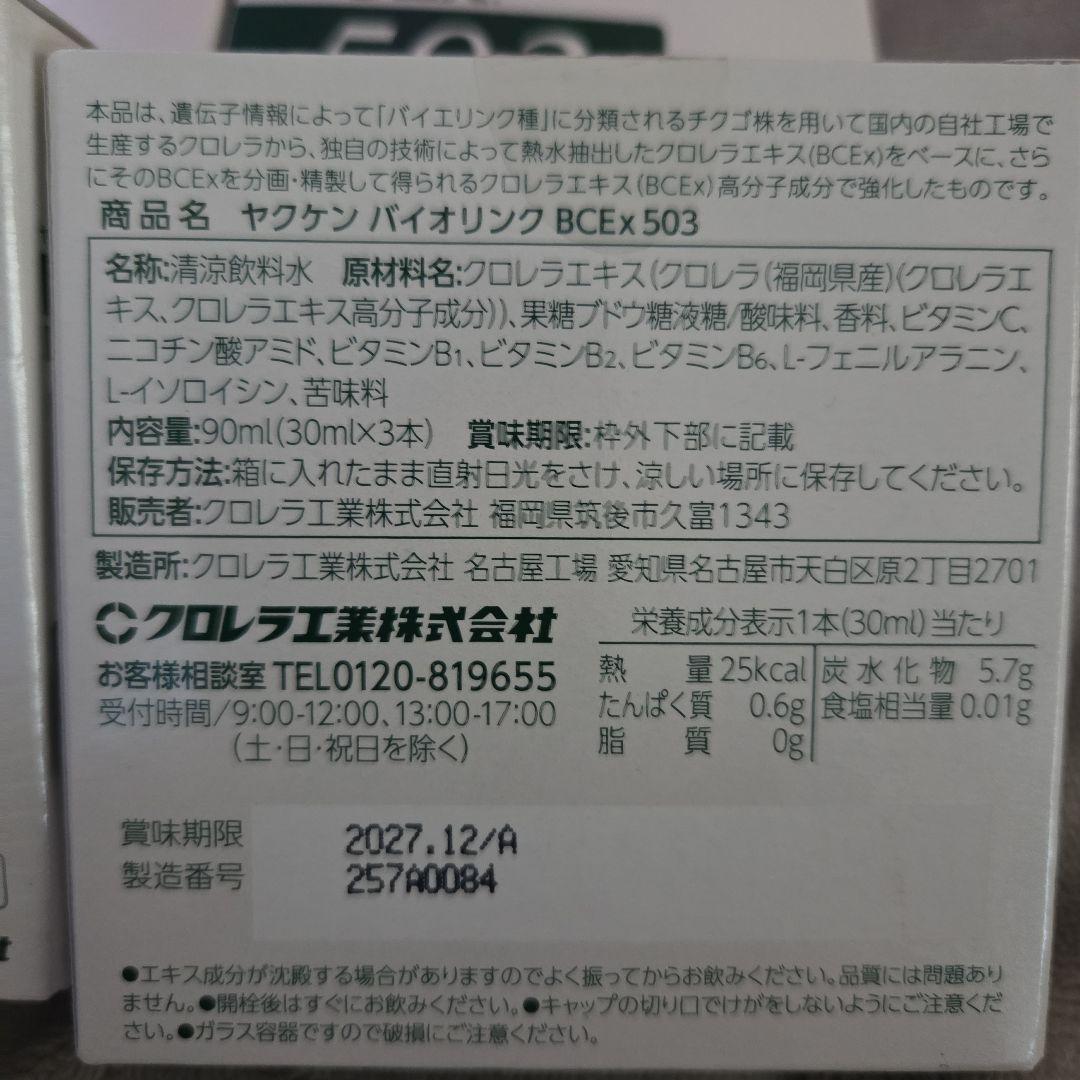 本品は、遺伝子情報によって「バイエリンク種」に分類されるチクゴ株を用いて国内の自社工場で
生産するクロレラから、独自の技術によって熱水抽出したクロレラエキス(BCEx)をベースに、さら
にそのBCExを分画・精製して得られるクロレラエキス(BCEx)高分子成分で強化したものです。
商品名 ヤクケン バイオリンク BCEx 503
名称:清涼飲料水 原材料名:クロレラエキス(クロレラ(福岡県産)(クロレラエ
キス、クロレラエキス高分子成分))、果糖ブドウ糖液糖/酸味料、香料、ビタミンC、
ニコチン酸アミド、ビタミンB1、ビタミンB2、ビタミンB6、L-フェニルアラニン、
L-イソロイシン、苦味料
内容量:90ml(30ml×3本) 賞味期限:枠外下部に記載
保存方法:箱に入れたまま直射日光をさけ、涼しい場所に保存してください。
販売者:クロレラ工業株式会社 福岡県筑後市久富1343
製造所:クロレラ工業株式会社 名古屋工場 愛知県名古屋市天白区原2丁目2701
クロレラ工業株式会社
お客様相談室 TEL0120-819655
受付時間/9:00-12:00、13:00-17:00
(土・日・祝日を除く)
栄養成分表示1本(30ml)当たり
熱量 25kcal 炭水化物 5.7g
たんぱく質 0.6g 食塩相当量 0.01g
脂質 0g
賞味期限 2027.12/A
製造番号 257A0084
●エキス成分が沈殿する場合がありますのでよく振ってからお飲みください。品質には問題あり
ません。●開栓後はすぐにお飲みください。●キャップの切り口でけがをしないようにご注意くだ
さい。●ガラス容器ですので破損にご注意ください。